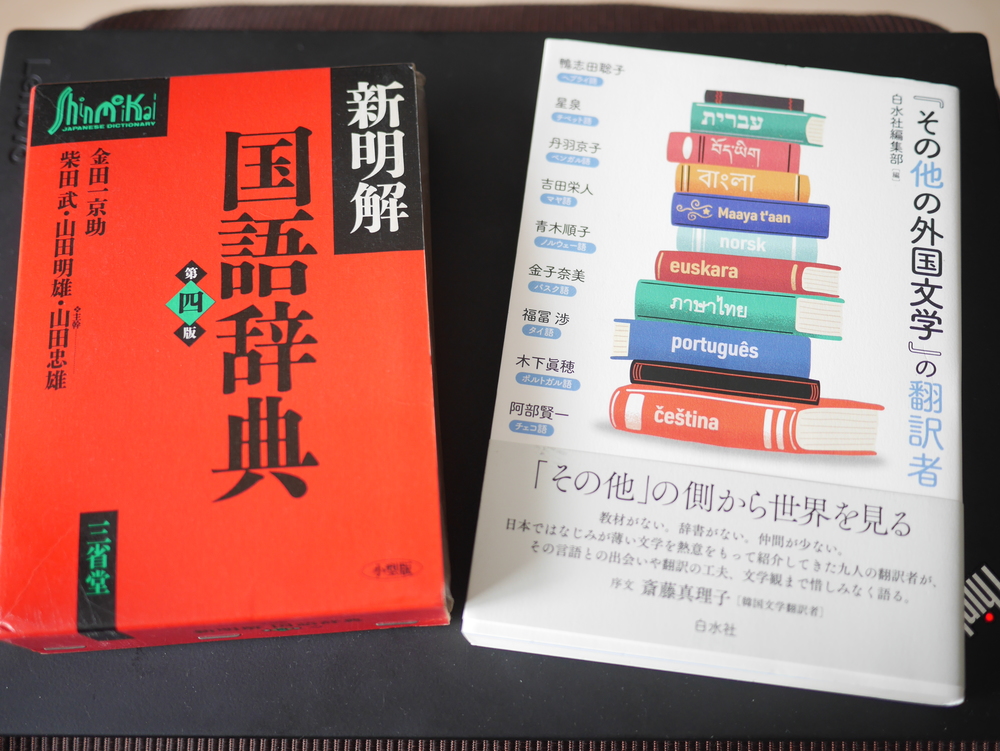 ShinMeiKai
JAPANESE DICTIONARY
新明解
国語辞典
第四版
金田一京助
柴田 武・山田明雄・山田忠雄
❖主幹
三省堂
小型版
『その他の外国文学』の翻訳者
白水社編集部[編]
鴨志田聡子
ヘブライ語
星泉
チベット語
丹羽京子
ベンガル語
吉田栄人
マヤ語
青木順子
ノルウェー語
金子奈美
バスク語
福冨 渉
タイ語
木下眞穂
ポルトガル語
阿部賢一
チェコ語
עברית
བོད་ཡིག
বাংলা
Maaya t'aan
norsk
euskara
ภาษาไทย
português
čeština
「その他」の側から世界を見る
教材がない。辞書がない。仲間が少ない。
日本ではなじみが薄い文学を熱意をもって紹介してきた九人の翻訳者が、
その言語との出会いや翻訳の工夫、文学観まで惜しみなく語る。
序文 斎藤真理子[韓国文学翻訳者]
白水社